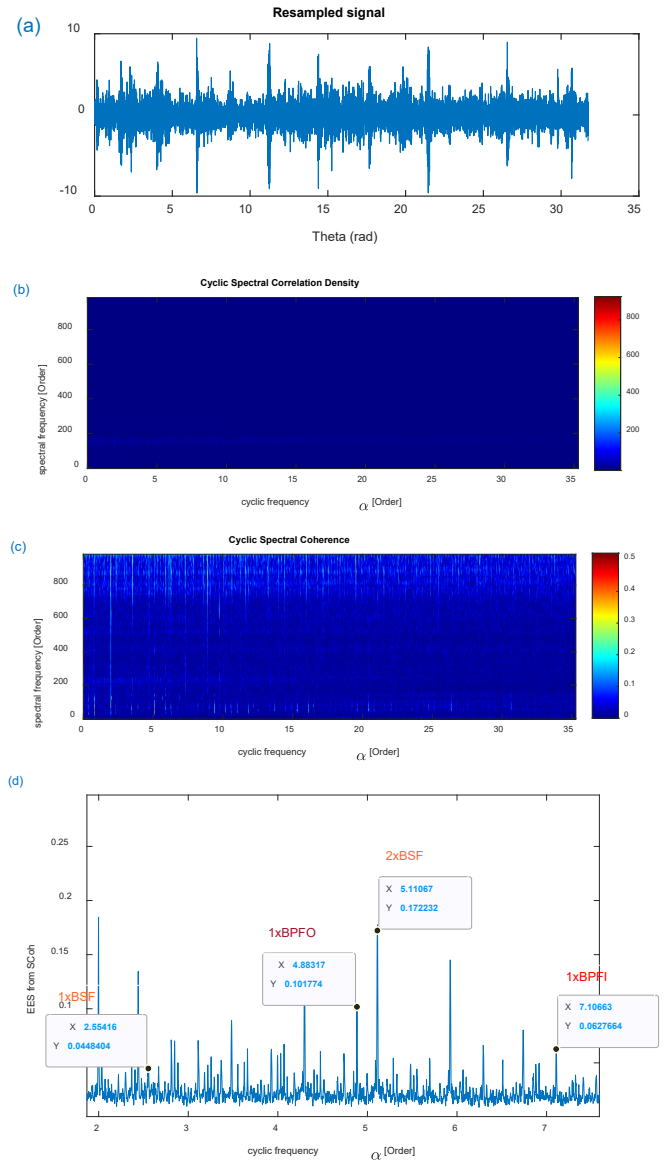 (a)
Resampled signal
10
0
-10
0 5 10 15 20 25 30 35
Theta (rad)
(b)
Cyclic Spectral Correlation Density
spectral frequency [Order]
800
600
400
200
0
0 5 10 15 20 25 30 35
cyclic frequency α [Order]
800
600
400
200
(c)
Cyclic Spectral Coherence
spectral frequency [Order]
800
600
400
200
0
0 5 10 15 20 25 30 35
cyclic frequency α [Order]
0.5
0.4
0.3
0.2
0.1
0
(d)
EES from SCoh
0.25
0.2
0.15
0.1
2xBSF
X 5.11067
Y 0.172232
1xBPFO
X 4.88317
Y 0.101774
1xBPFI
X 7.10663
Y 0.0627664
1xBSF
X 2.55416
Y 0.0448404
2 3 4 5 6 7
cyclic frequency α [Order]